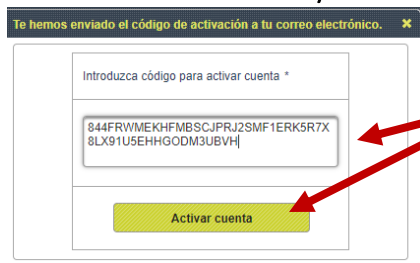 Te hemos enviado el código de activación a tu correo electrónico. ×
Introduzca código para activar cuenta *
844FRWMEKHFMBSCJPRJ2SMF1ERK5R7X
8LX91U5EHHGODM3UBVH
Activar cuenta